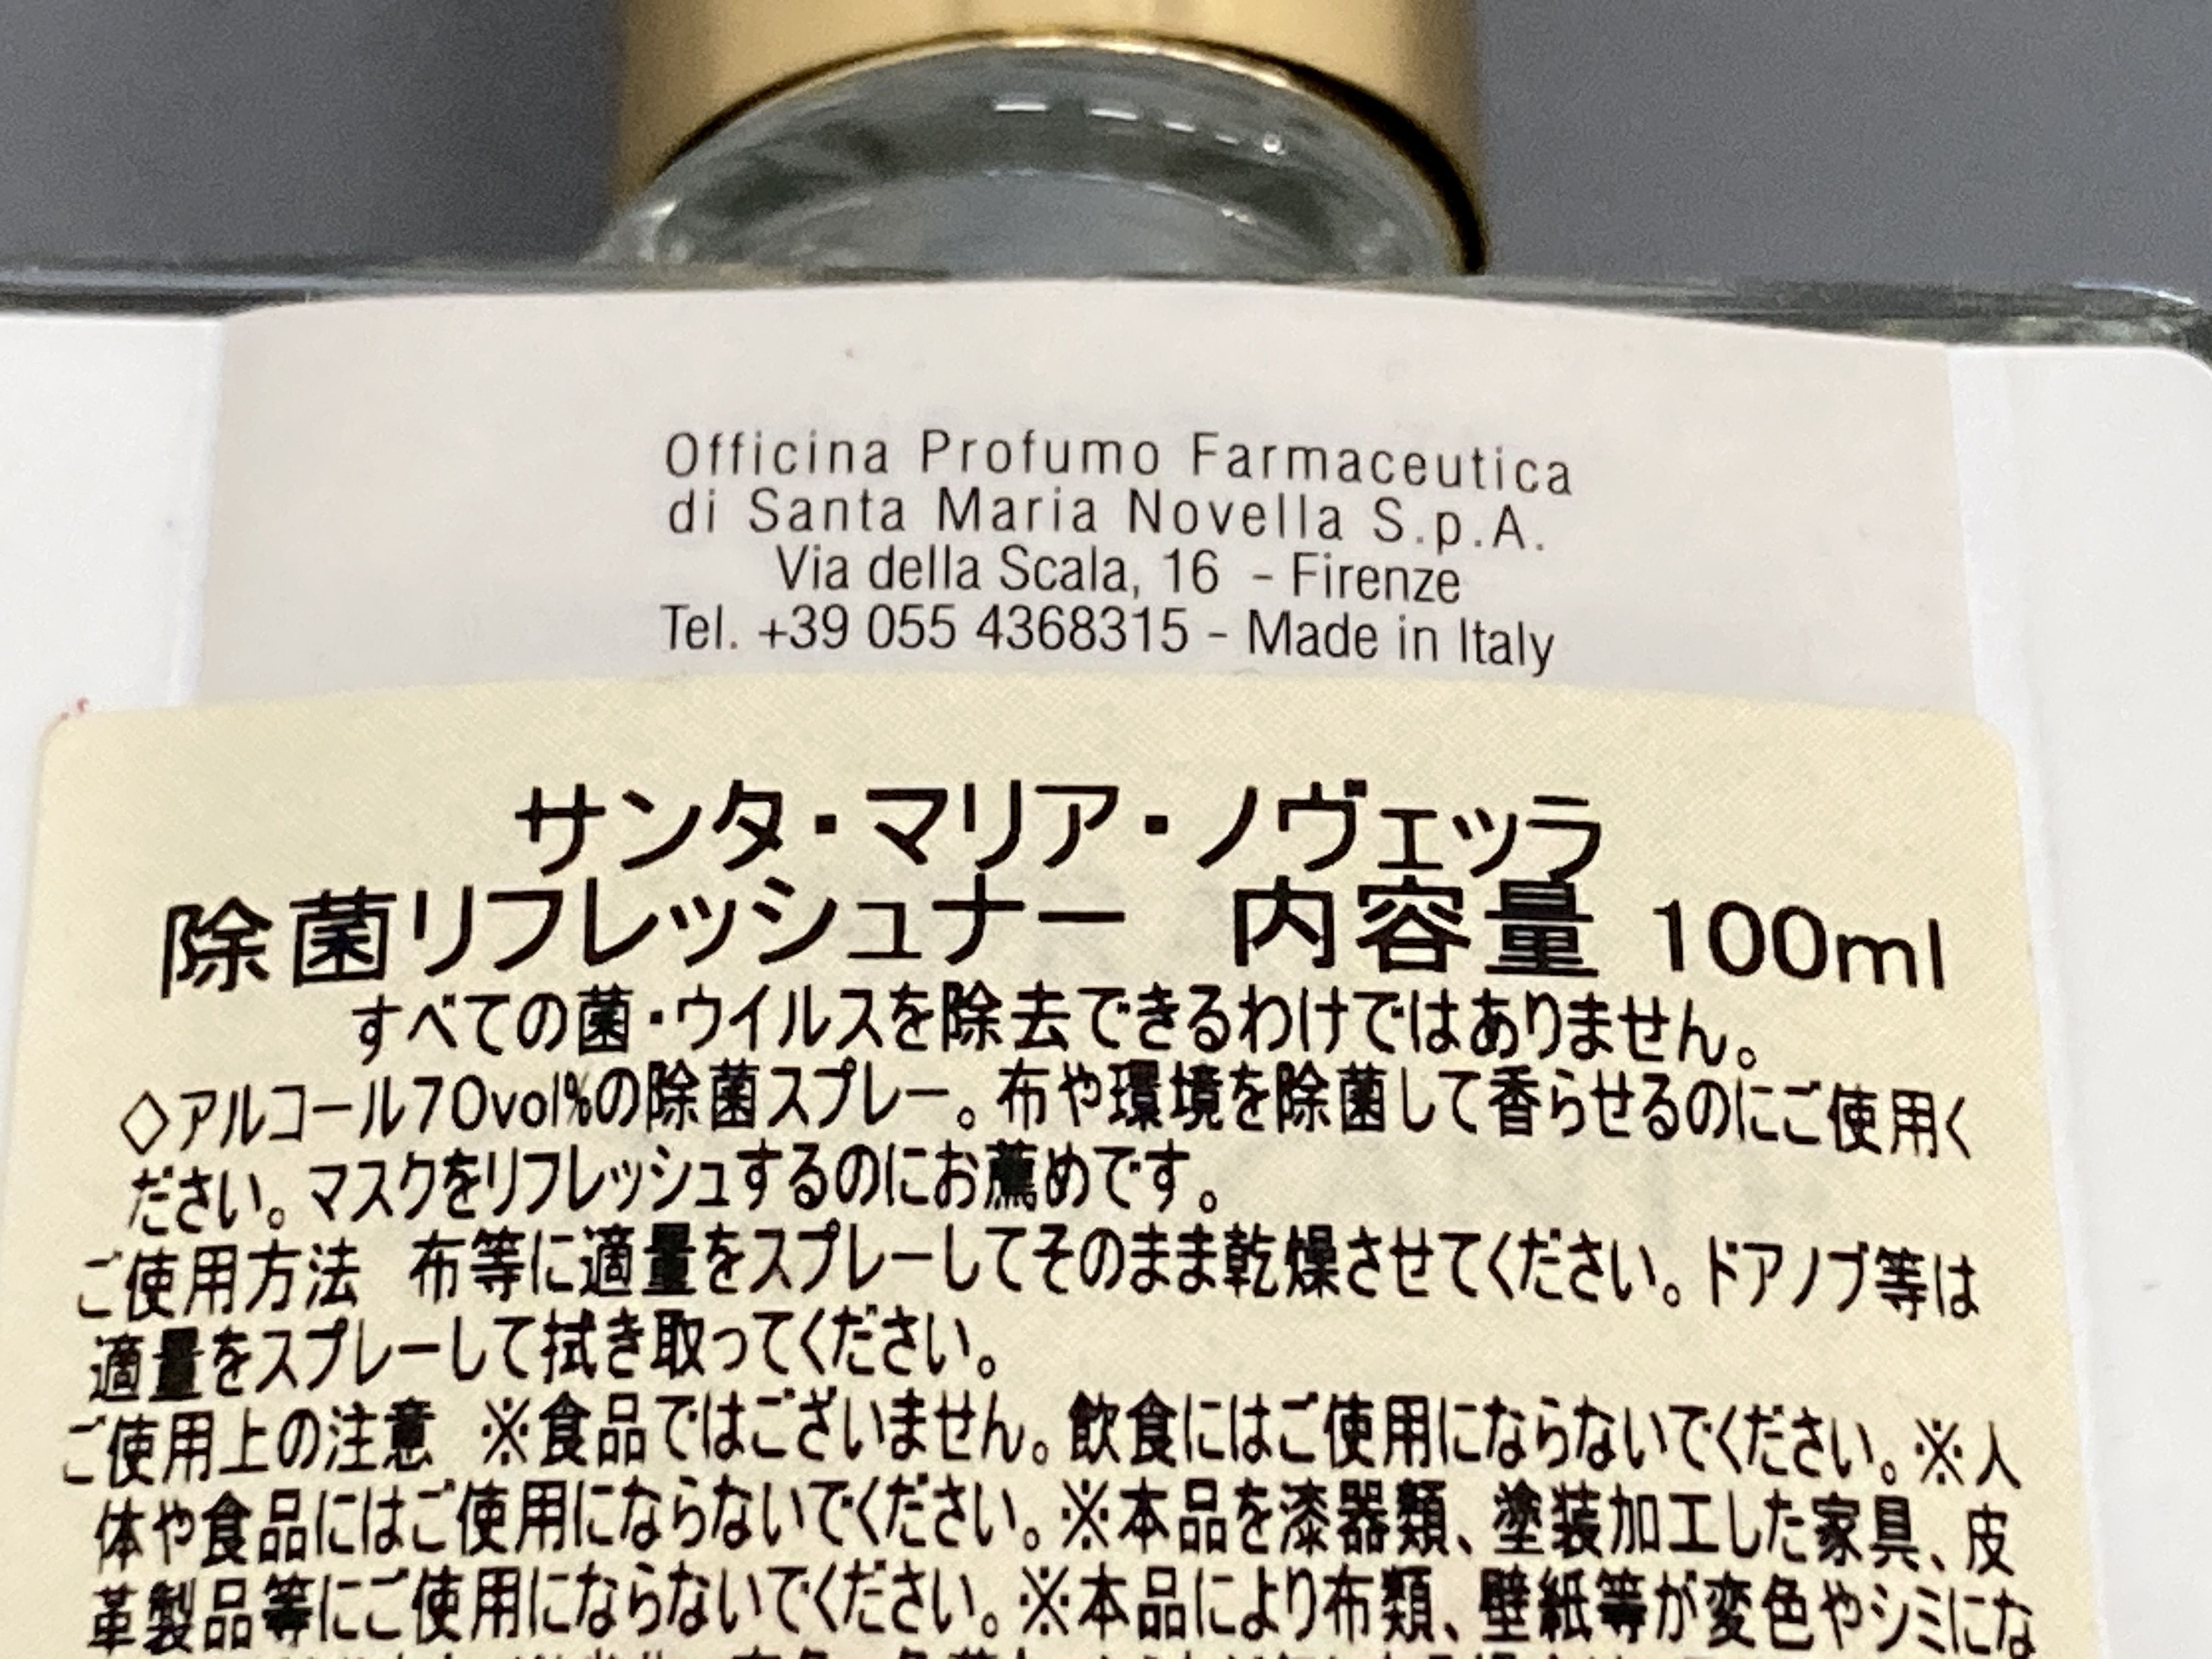 Officina Profumo Farmaceutica
di Santa Maria Novella S.p.A.
Via della Scala, 16 - Firenze
Tel. +39 055 4368315 - Made in Italy
サンタ・マリア・ノヴェッラ
除菌リフレッシュナー 内容量 100ml
すべての菌・ウイルスを除去できるわけではありません。
◇アルコール70vol%の除菌スプレー。布や環境を除菌して香らせるのにご使用く
ださい。マスクをリフレッシュするのにお薦めです。
ご使用方法 布等に適量をスプレーしてそのまま乾燥させてください。ドアノブ等は
適量をスプレーして拭き取ってください。
ご使用上の注意 ※食品ではございません。飲食にはご使用にならないでください。※人
体や食品にはご使用にならないでください。※本品を漆器類、塗装加工した家具、皮
革製品等にご使用にならないでください。※本品により布類、壁紙等が変色やシミにな